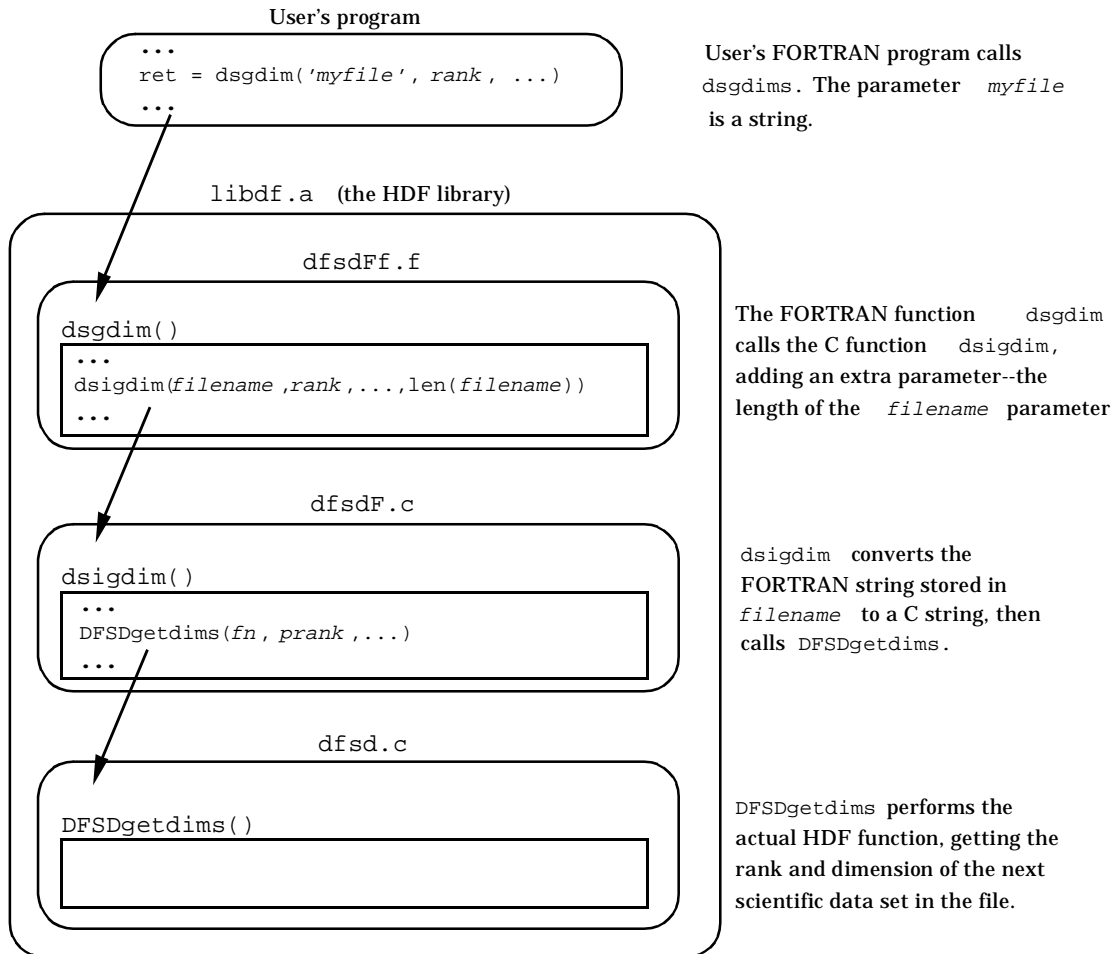 User's program
...
ret = dsgdim('myfile', rank, ...)
...
User's FORTRAN program calls
dsgdims. The parameter myfile
is a string.
libdf.a (the HDF library)
dfsdFf.f
dsgdim()
...
dsigdim(filename,rank,...,len(filename))
...
The FORTRAN function dsgdim
calls the C function dsigdim,
adding an extra parameter--the
length of the filename parameter
dfsdF.c
dsigdim()
...
DFSDgetdims(fn, prank,...)
...
dsigdim converts the
FORTRAN string stored in
filename to a C string, then
calls DFSDgetdims.
dfsd.c
DFSDgetdims()
DFSDgetdims performs the
actual HDF function, getting the
rank and dimension of the next
scientific data set in the file.